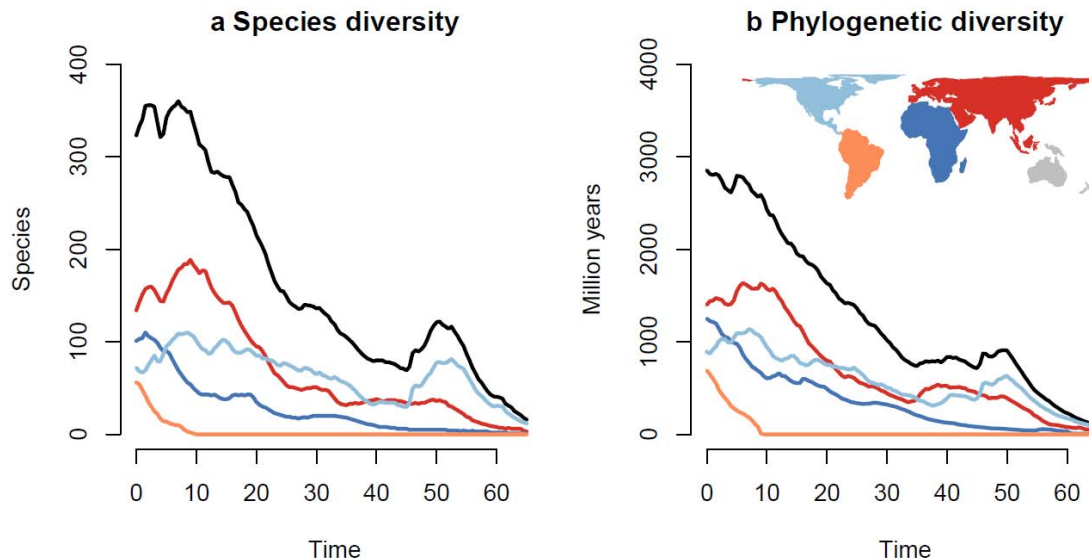 a Species diversity
400
300
200
100
0
Species
0 10 20 30 40 50 60
Time
b Phylogenetic diversity
4000
3000
2000
1000
0
Million years
0 10 20 30 40 50 60
Time